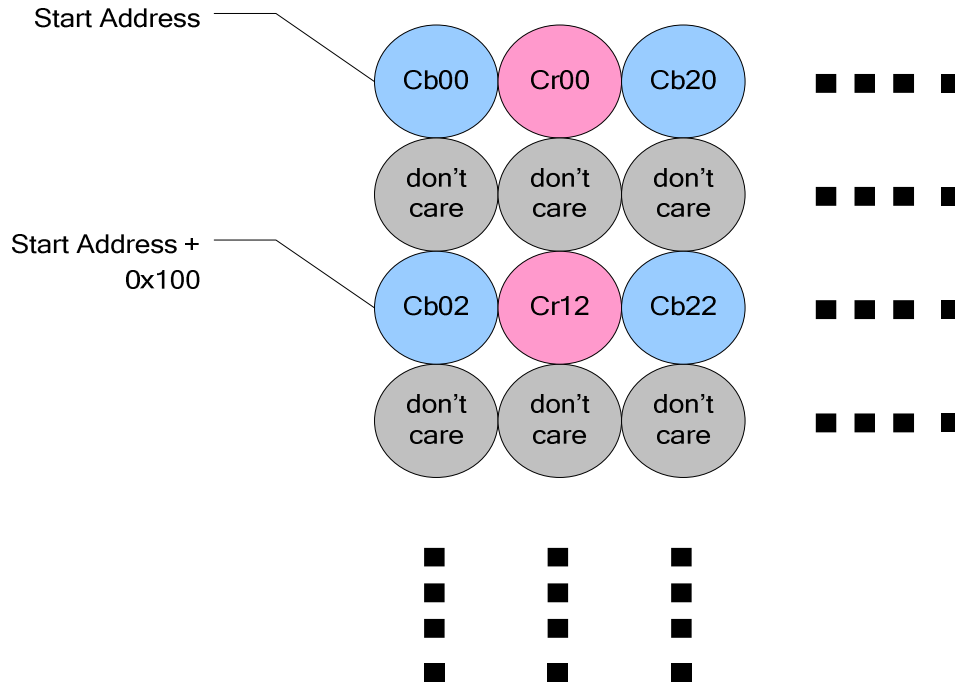 Start Address
Cb00 Cr00 Cb20
don't don't don't
care care care
Start Address +
0x100
Cb02 Cr12 Cb22
don't don't don't
care care care